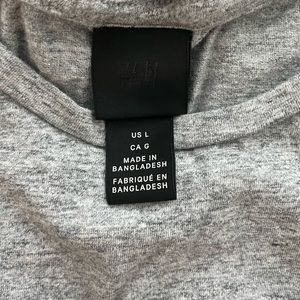 H&M
US L
CA G
MADE IN
BANGLADESH
FABRIQUÉ EN
BANGLADESH